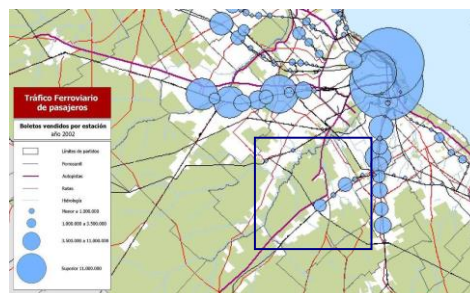 Tráfico Ferroviario
de pasajeros
Boletos vendidos por estación
año 2002
Límites de partidos
Ferrocarril
Autopistas
Rutas
Hidrología
Menor a 1.000.000
1.000.000 a 3.500.000
3.500.000 a 11.000.000
Superior 11.000.000